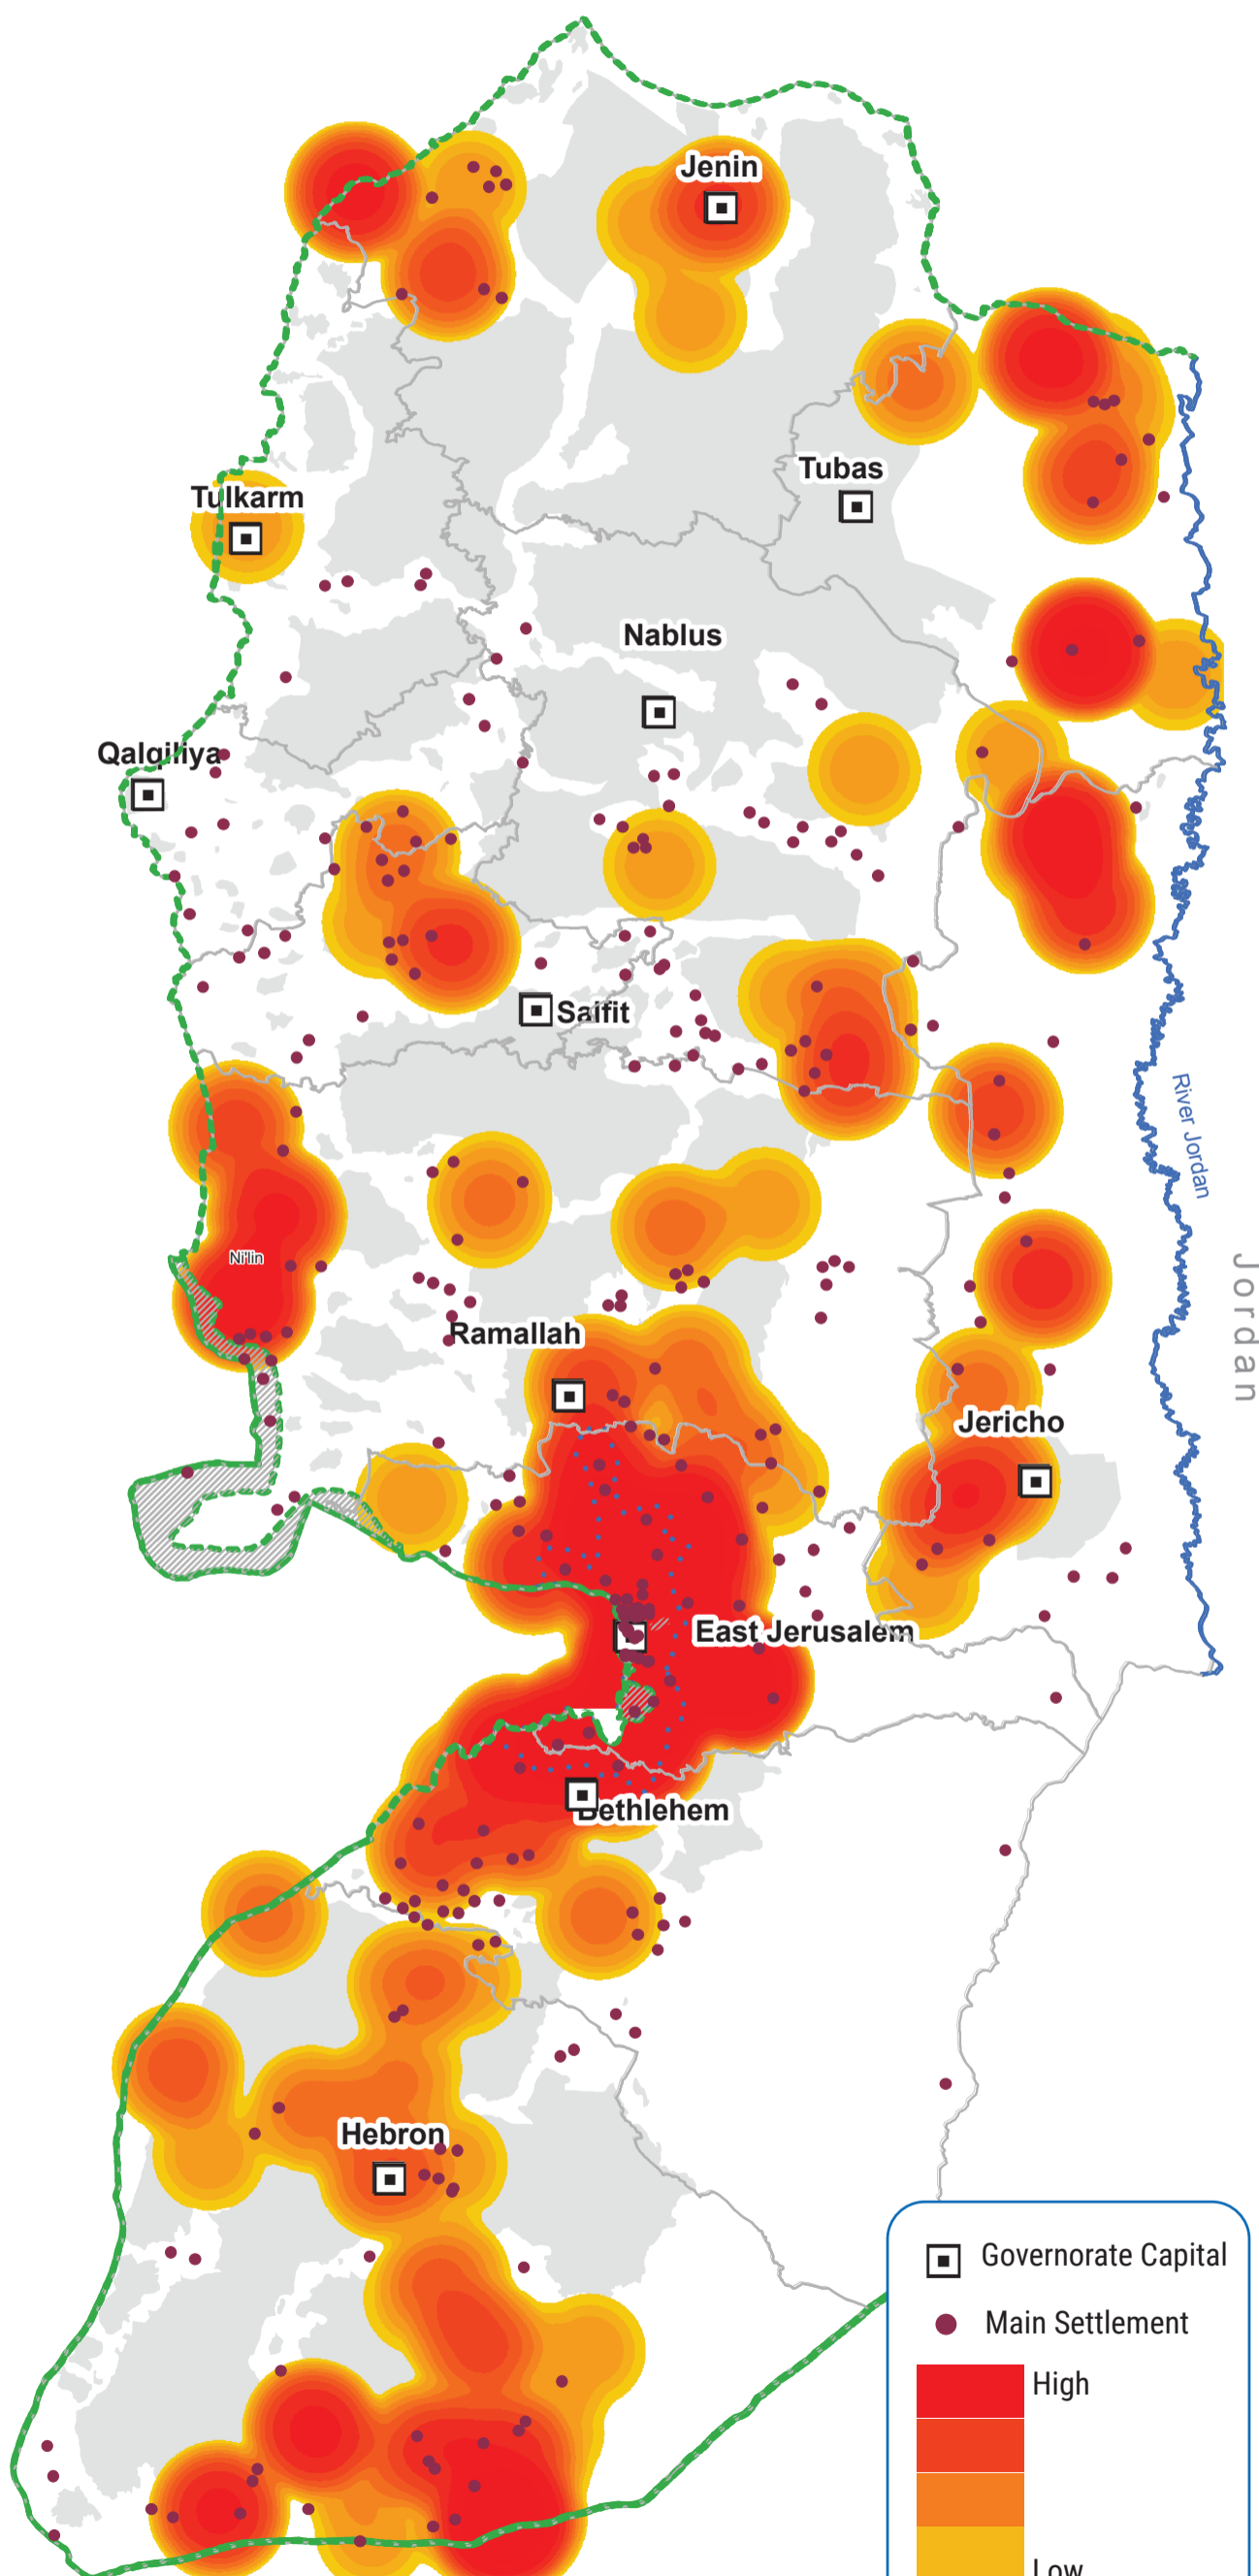 Jenin
Tubas
Tulkarm
Nablus
Qalqiliya
Salfit
River Jordan
Ni'lin
Jordan
Ramallah
Jericho
East Jerusalem
Bethlehem
Hebron
Governorate Capital
Main Settlement
High
Low